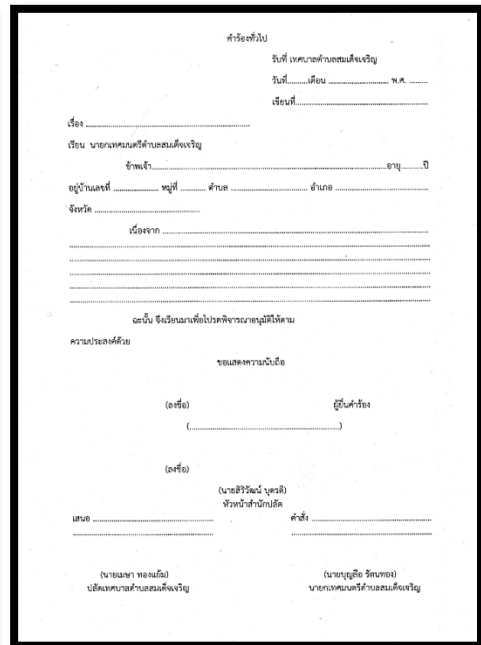 คำร้องทั่วไป
รับที่ เทศบาลตำบลสมเด็จเจริญ
วันที่..........เดือน .............................. พ.ศ. .........
เขียนที่..................................................................
เรื่อง ..................................................................................
เรียน นายกเทศมนตรีตำบลสมเด็จเจริญ
ข้าพเจ้า.....................................................................................................................อายุ..........ปี
อยู่บ้านเลขที่ ...................... หมู่ที่ ............ ตำบล ...................................... อำเภอ ..............................................
จังหวัด .....................................................
เนื่องจาก .....................................................................................................................................
....................................................................................................................................................................................
....................................................................................................................................................................................
....................................................................................................................................................................................
....................................................................................................................................................................................
....................................................................................................................................................................................
ฉะนั้น จึงเรียนมาเพื่อโปรดพิจารณาอนุมัติให้ตาม
ความประสงค์ด้วย
ขอแสดงความนับถือ
(ลงชื่อ) ผู้ยื่นคำร้อง
(...........................................................................)
(ลงชื่อ)
(นายสิริวัฒน์ บุตรดี)
หัวหน้าสำนักปลัด
เสนอ ............................................................ คำสั่ง ............................................................
...................................................................... ......................................................................
(นายเมษา ทองแก้ม) (นายบุญลือ รัตนทอง)
ปลัดเทศบาลตำบลสมเด็จเจริญ นายกเทศมนตรีตำบลสมเด็จเจริญ